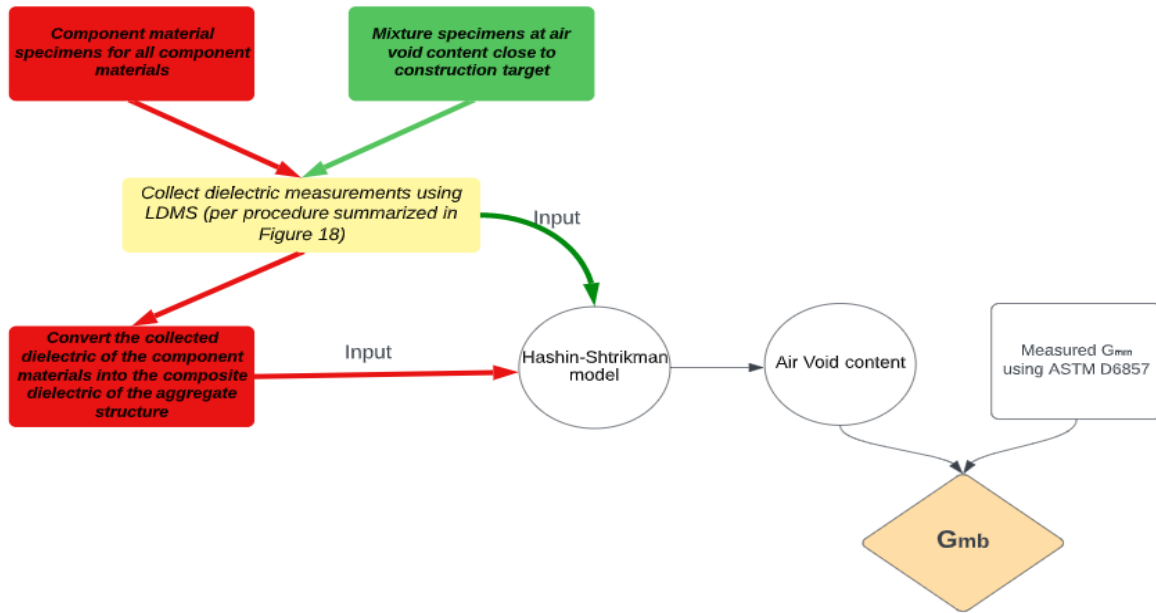 Component material
specimens for all component
materials
Mixture specimens at air
void content close to
construction target
Collect dielectric measurements using
LDMS (per procedure summarized in
Figure 18)
Input
Convert the collected
dielectric of the component
materials into the composite
dielectric of the aggregate
structure
Input
Hashin-Shtrikman
model
Air Void content
Measured Gmm
using ASTM D6857
Gmb